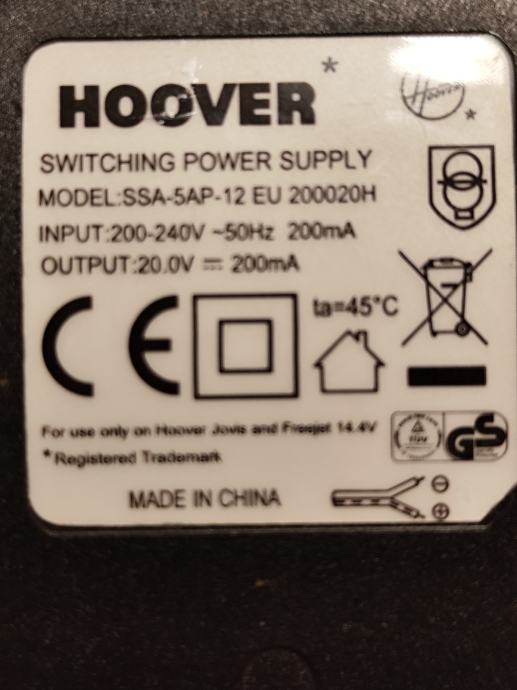 HOOVER *
Hoover *
SWITCHING POWER SUPPLY
MODEL:SSA-5AP-12 EU 200020H
INPUT:200-240V ~50Hz 200mA
OUTPUT:20.0V ⎓ 200mA
CE
ta=45°C
For use only on Hoover Jovis and Freejet 14.4V
TÜV GS
*Registered Trademark
MADE IN CHINA
⊖
⊕